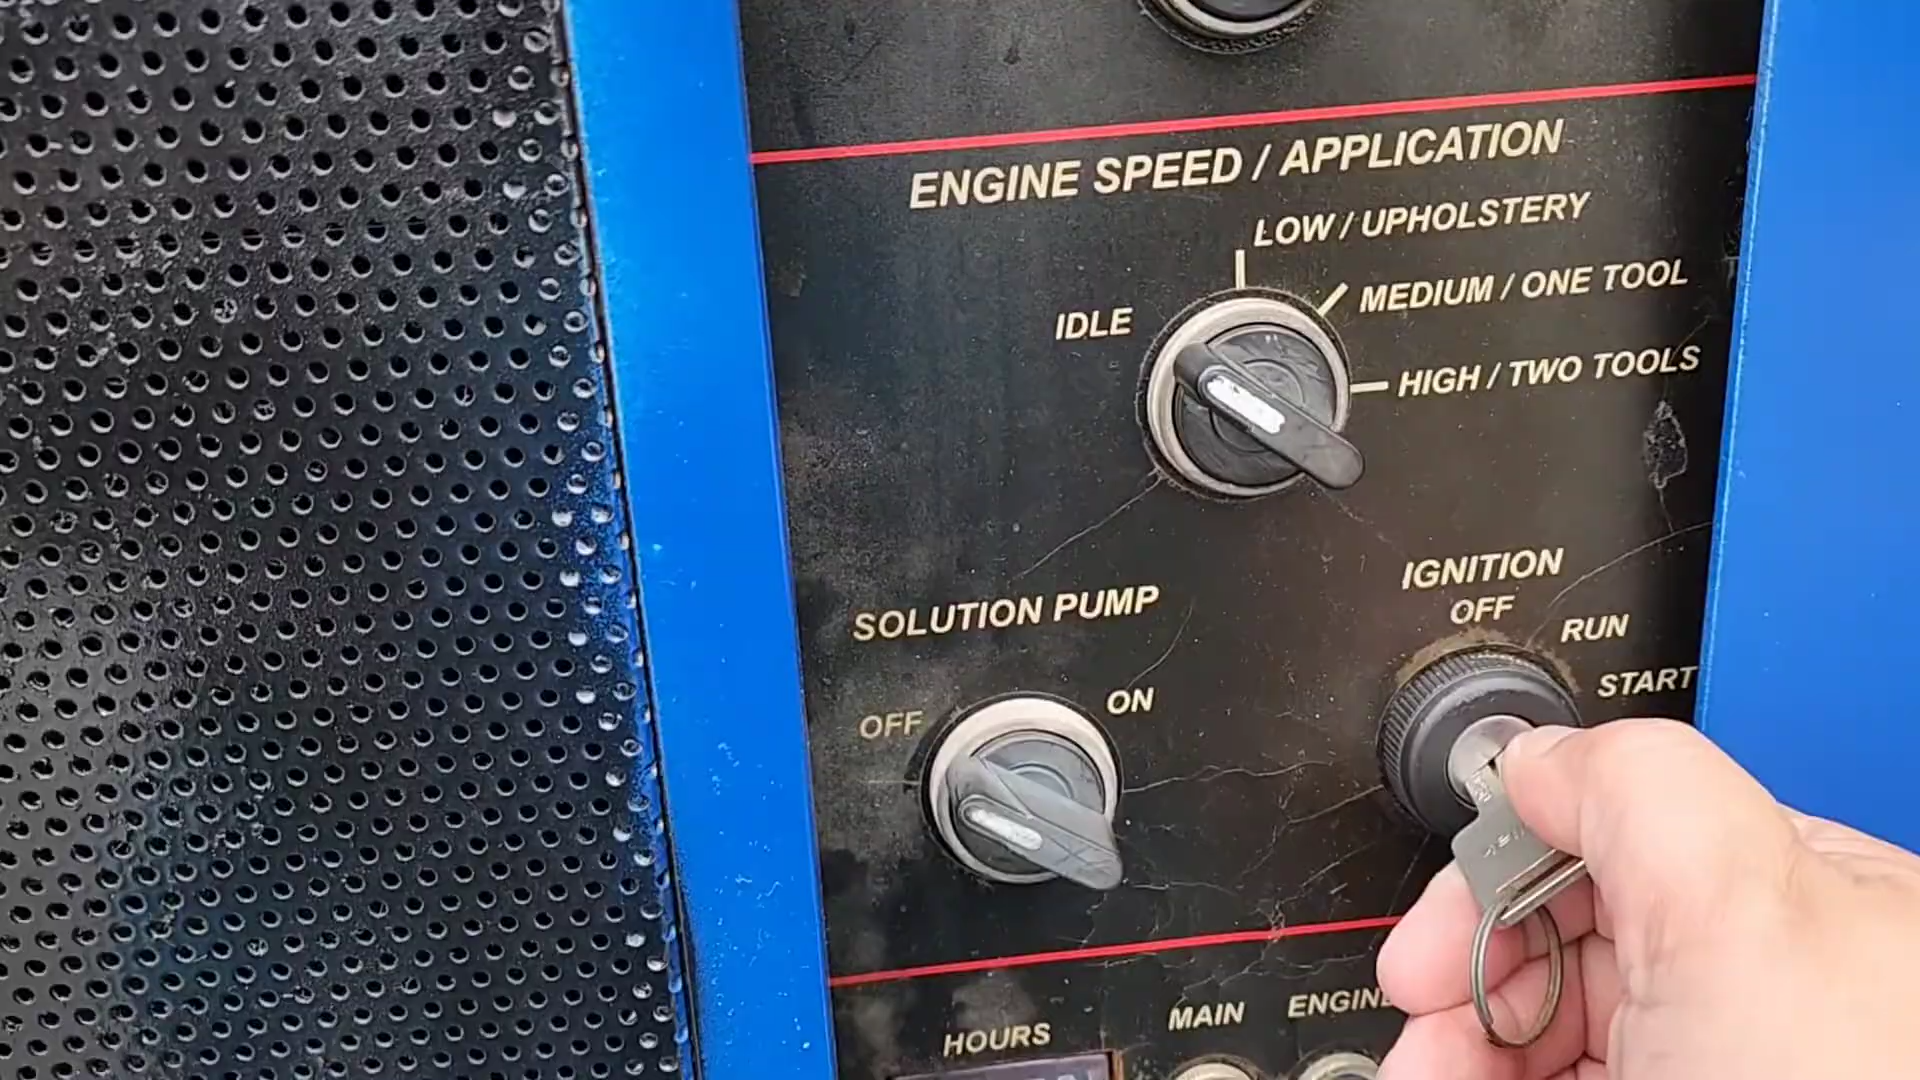 ENGINE SPEED / APPLICATION
LOW / UPHOLSTERY
MEDIUM / ONE TOOL
IDLE
HIGH / TWO TOOLS
IGNITION
OFF
RUN
START
SOLUTION PUMP
OFF
ON
HOURS
MAIN
ENGINE